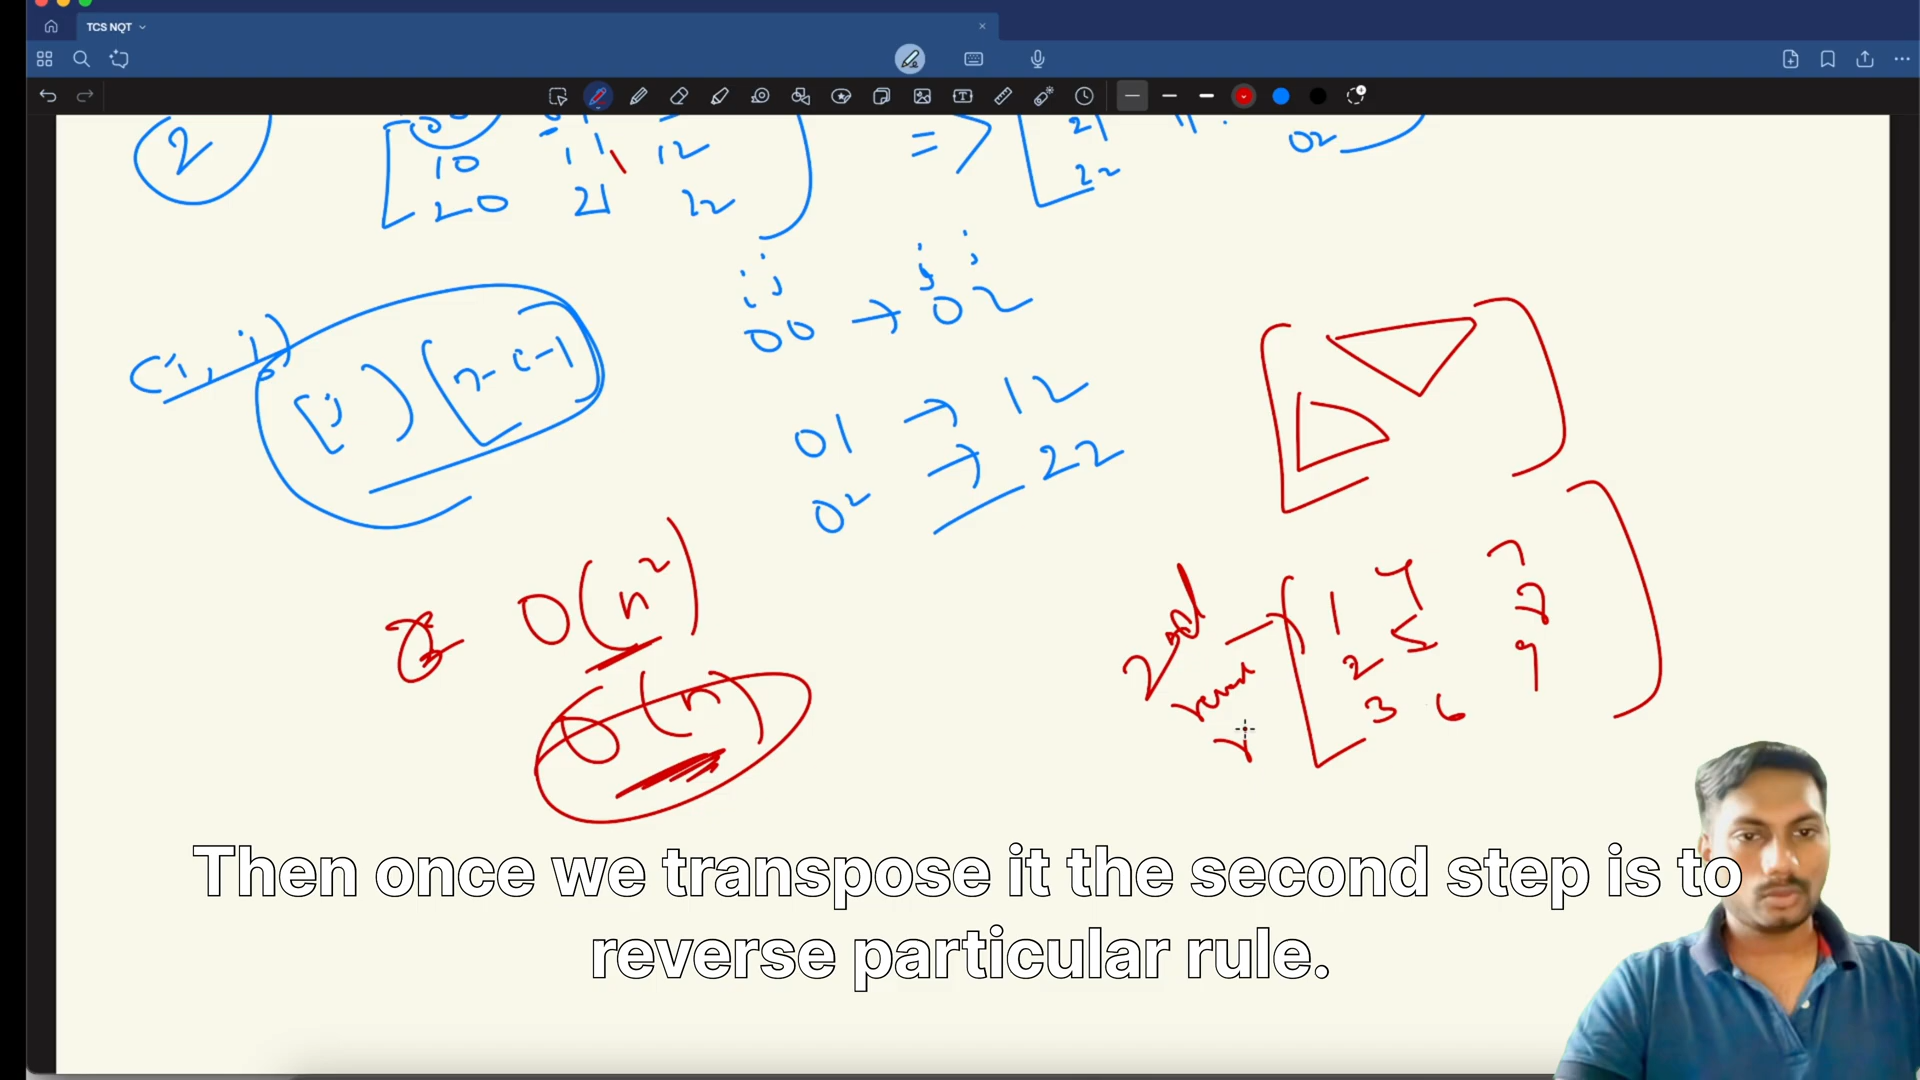 TCS NQT
2
10 11 12 => 21
02
20 21 22
22
i j j i
00 → 02
(i, j)
[j] [n-i-1]
01 → 12
02 → 22
O(n²)
1 4 7
2 5 8
2nd
3 6 9
O(n)
Then once we transpose it the second step is to
reverse particular rule.